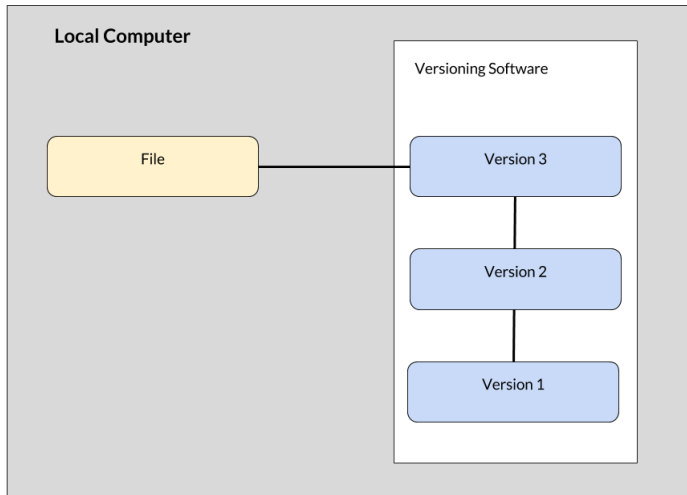 Local Computer
Versioning Software
File
Version 3
Version 2
Version 1